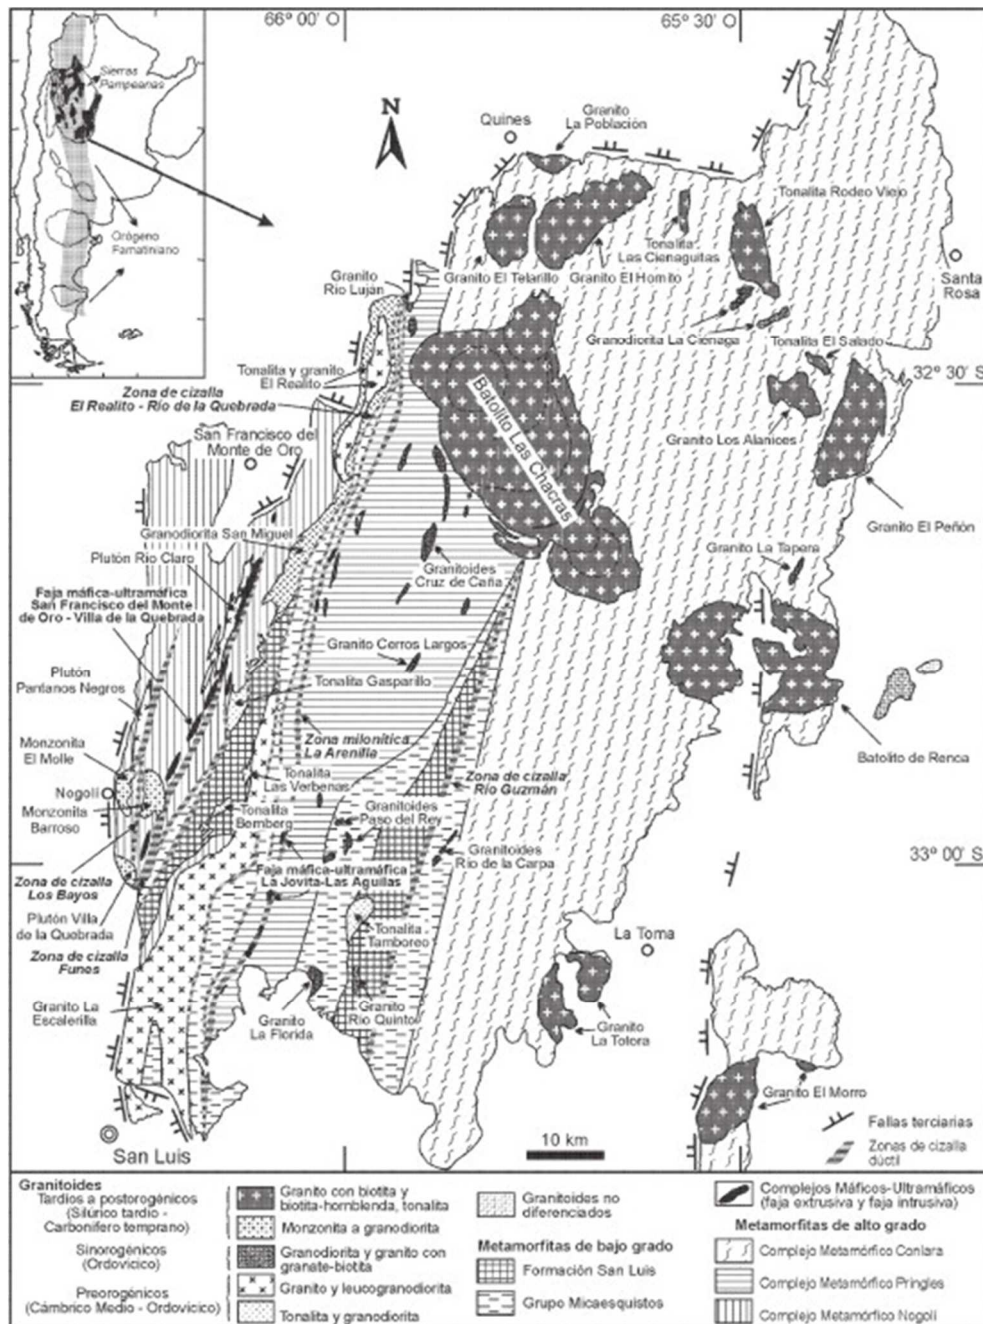 66º 00' O
65º 30' O
Sierras
Pampeanas
Orógeno
Famatiniano
N
Quines
Granito
La Población
Tonalita Rodeo Viejo
Tonalita
Las Cienaguitas
Granito El Telarillo
Granito El Hornito
Santa
Rosa
Granito
Río Luján
Granodiorita La Ciénaga
Tonalita El Salado
Tonalita y granito
El Realito
32º 30' S
Zona de cizalla
El Realito - Río de la Quebrada
Batolito Las Chacras
San Francisco del
Monte de Oro
Granito Los Alanices
Granito El Peñón
Granodiorita San Miguel
Plutón Río Claro
Granito La Tapera
Granitoides
Cruz de Caña
Faja máfica-ultramáfica
San Francisco del Monte
de Oro - Villa de la Quebrada
Granito Cerros Largos
Plutón
Pantanos Negros
Tonalita Gasparillo
Monzonita
El Molle
Zona milonítica
La Arenilla
Batolito de Renca
Tonalita
Las Verbenas
Zona de cizalla
Río Guzmán
Nogolí
Monzonita
Barroso
Tonalita
Bemberg
Granitoides
Paso del Rey
Granitoides
Río de la Carpa
33º 00' S
Zona de cizalla
Los Bayos
Faja máfica-ultramáfica
La Jovita-Las Aguilas
Plutón Villa
de la Quebrada
Tonalita
Tamboreo
La Toma
Zona de cizalla
Funes
Granito La
Escalerilla
Granito
La Florida
Granito
Río Quinto
Granito
La Totora
Granito El Morro
San Luis
10 km
Fallas terciarias
Zonas de cizalla
dúctil
Granitoides
Tardíos a postorogénicos
(Silúrico tardío -
Carbonífero temprano)
Sinorogénicos
(Ordovícico)
Preorogénicos
(Cámbrico Medio - Ordovícico)
Granito con biotita y
biotita-hornblenda, tonalita
Monzonita a granodiorita
Granodiorita y granito con
granate-biotita
Granito y leucogranodiorita
Tonalita y granodiorita
Granitoides no
diferenciados
Metamorfitas de bajo grado
Formación San Luis
Grupo Micaesquistos
Complejos Máficos-Ultramáficos
(faja extrusiva y faja intrusiva)
Metamorfitas de alto grado
Complejo Metamórfico Conlara
Complejo Metamórfico Pringles
Complejo Metamórfico Nogolí